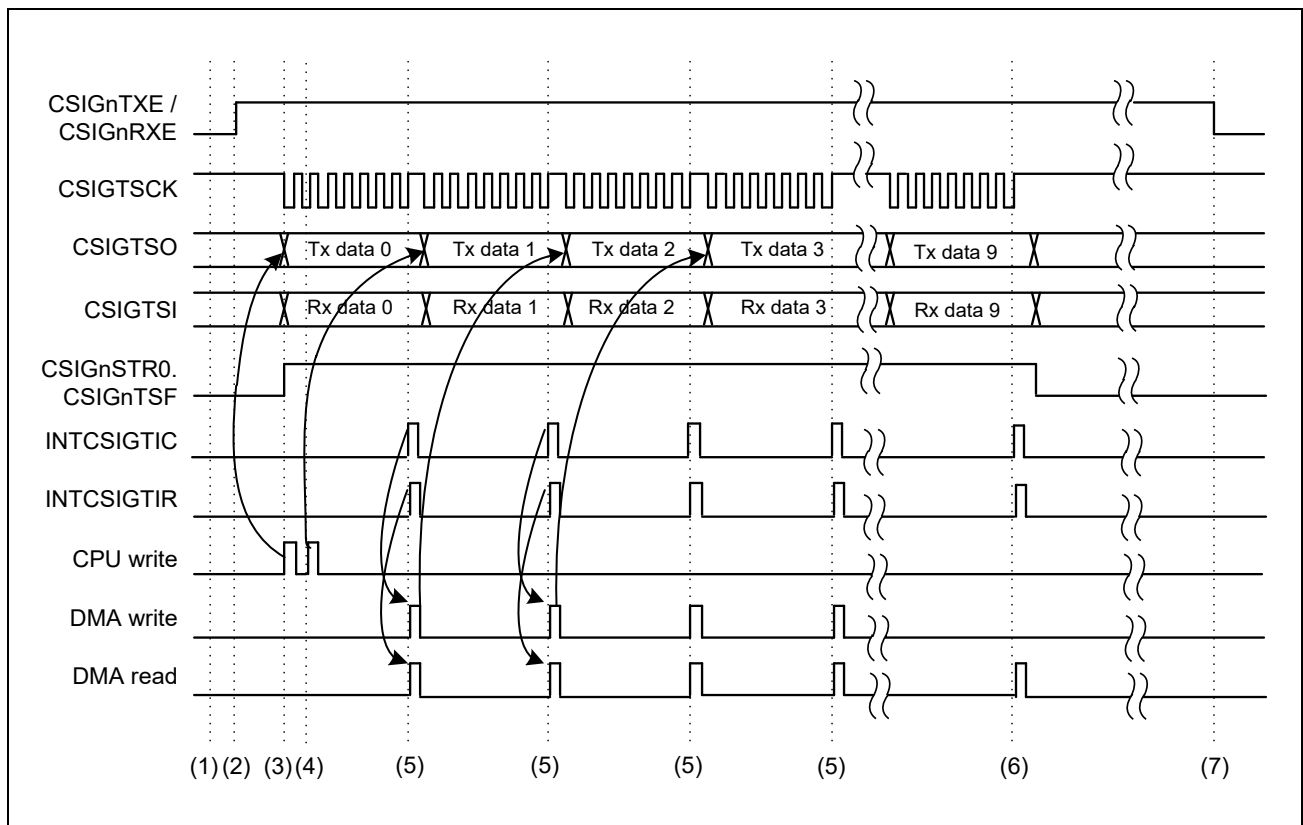 CSIGnTXE /
CSIGnRXE
CSIGTSCK
CSIGTSO
Tx data 0 Tx data 1 Tx data 2 Tx data 3 Tx data 9
CSIGTSI
Rx data 0 Rx data 1 Rx data 2 Rx data 3 Rx data 9
CSIGnSTR0.
CSIGnTSF
INTCSIGTIC
INTCSIGTIR
CPU write
DMA write
DMA read
(1) (2) (3) (4) (5) (5) (5) (5) (6) (7)